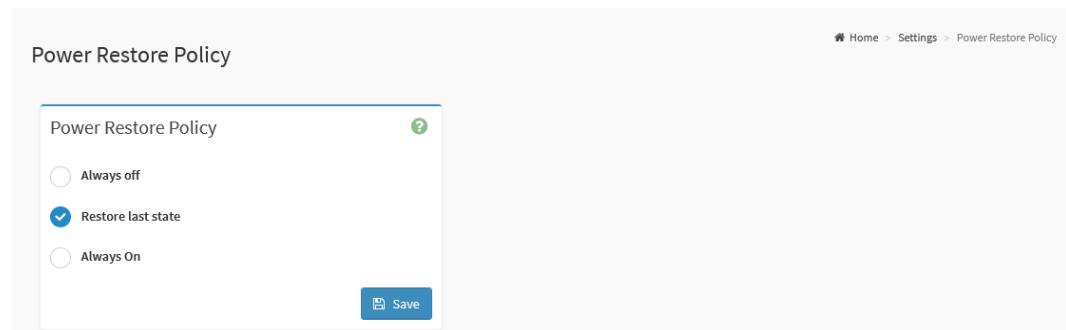 Home > Settings > Power Restore Policy
Power Restore Policy
Power Restore Policy
Always off
Restore last state
Always On
Save